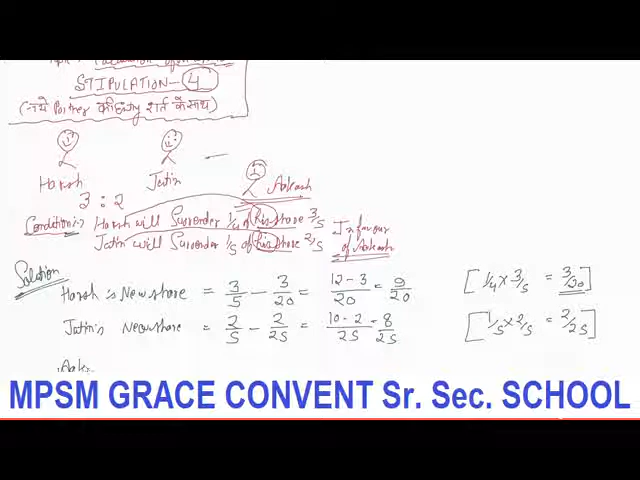 STIPULATION- 4
(नये Partner की Entry शर्त के साथ)
Harsh Jatin Aakash
3 : 2
Condition:- Harsh will Surrender 1/4 of his share 3/5
Jatin will Surrender 1/5 of his share 2/5
In favour of Aakash
Solution
Harsh's New share = 3/5 - 3/20 = 12-3/20 = 9/20 [1/4 x 3/5 = 3/20]
Jatin's New share = 2/5 - 2/25 = 10-2/25 = 8/25 [1/5 x 2/5 = 2/25]
MPSM GRACE CONVENT Sr. Sec. SCHOOL